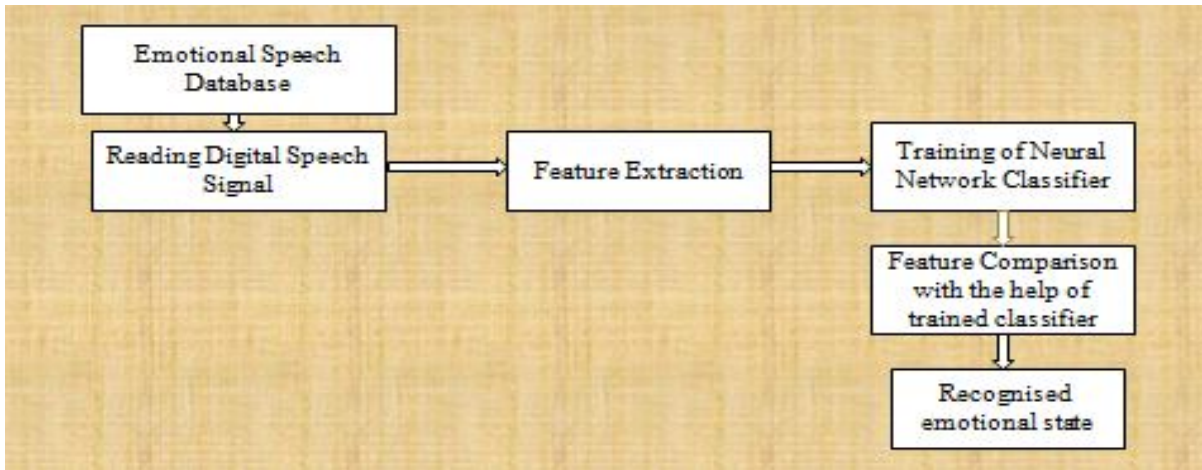 Emotional Speech
Database
Reading Digital Speech
Signal
Feature Extraction
Training of Neural
Network Classifier
Feature Comparison
with the help of
trained classifier
Recognised
emotional state